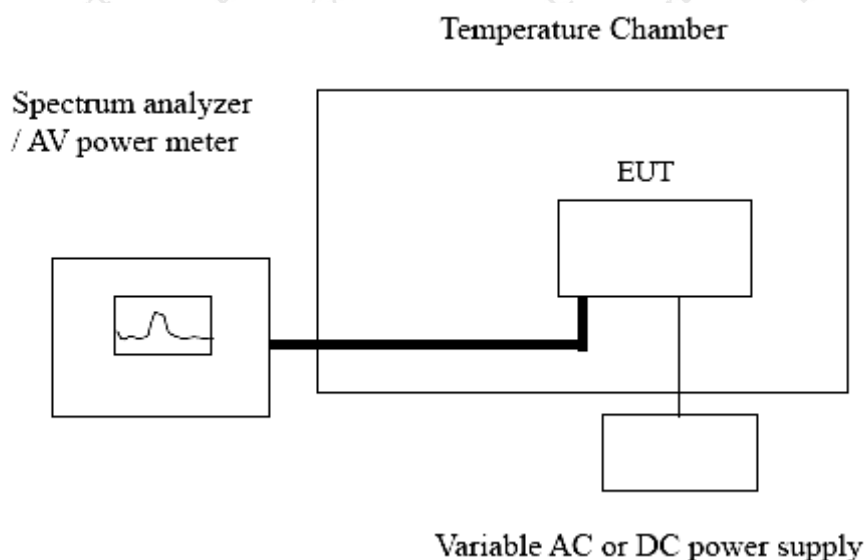 Temperature Chamber
Spectrum analyzer
/ AV power meter
EUT
Variable AC or DC power supply